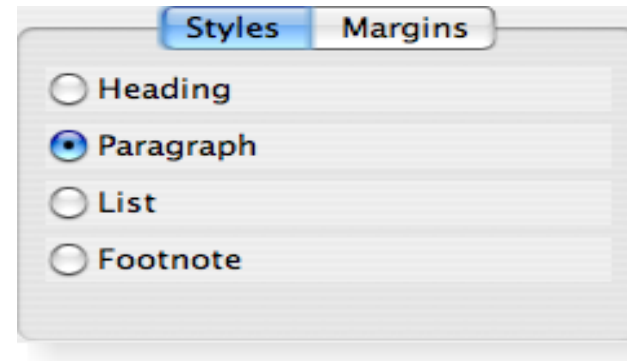 Styles Margins
Heading
Paragraph
List
Footnote